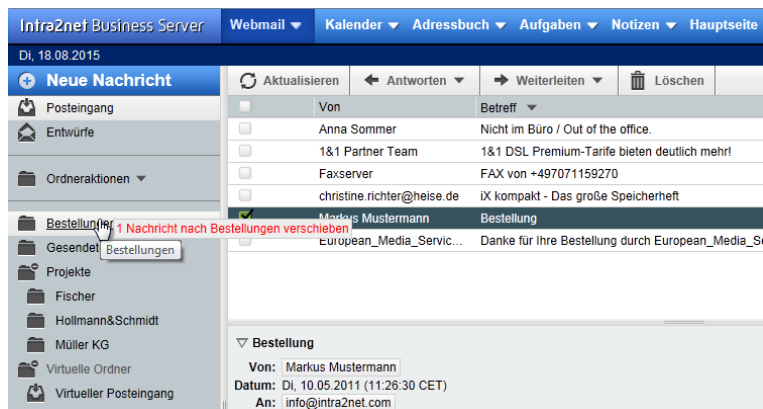 Intra2net Business Server
Webmail Kalender Adressbuch Aufgaben Notizen Hauptseite
Di, 18.08.2015
Neue Nachricht
Aktualisieren Antworten Weiterleiten Löschen
Posteingang
Entwürfe
Ordneraktionen
Bestellungen
1 Nachricht nach Bestellungen verschieben
Gesendet
Bestellungen
Projekte
Fischer
Hollmann&Schmidt
Müller KG
Virtuelle Ordner
Virtueller Posteingang
Von Betreff
Anna Sommer Nicht im Büro / Out of the office.
1&1 Partner Team 1&1 DSL Premium-Tarife bieten deutlich mehr!
Faxserver FAX von +497071159270
christine.richter@heise.de iX kompakt - Das große Speicherheft
Markus Mustermann Bestellung
European_Media_Servic... Danke für Ihre Bestellung durch European_Media_Se
Bestellung
Von: Markus Mustermann
Datum: Di, 10.05.2011 (11:26:30 CET)
An: info@intra2net.com